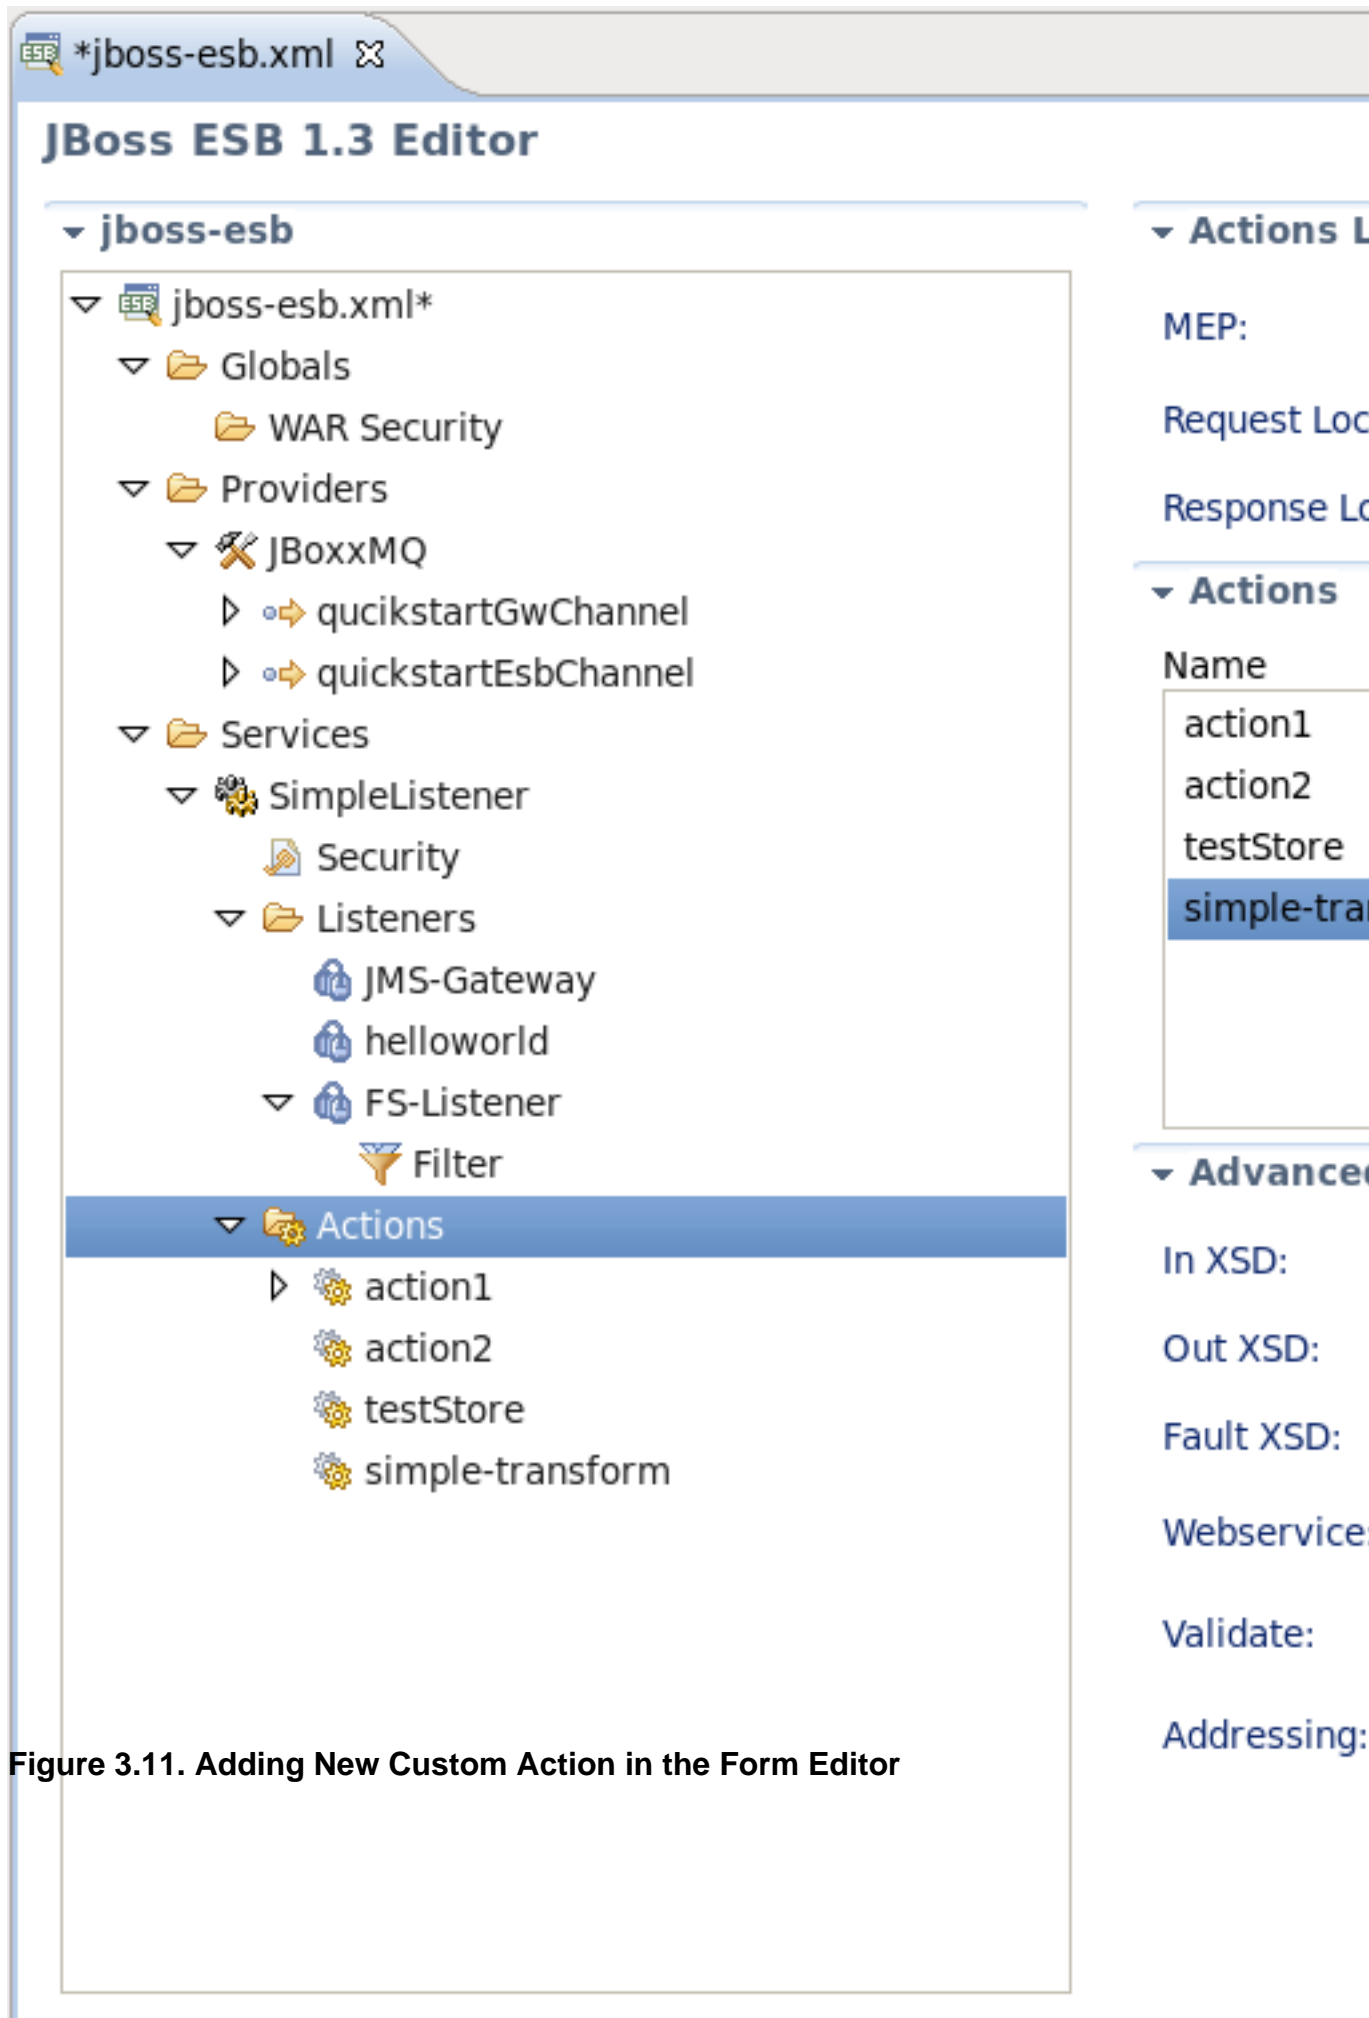 *jboss-esb.xml
JBoss ESB 1.3 Editor
jboss-esb
jboss-esb.xml*
Globals
WAR Security
Providers
JBoxxMQ
qucikstartGwChannel
quickstartEsbChannel
Services
SimpleListener
Security
Listeners
JMS-Gateway
helloworld
FS-Listener
Filter
Actions
action1
action2
testStore
simple-transform
Actions
MEP:
Request
Response
Actions
Name
action1
action2
testStore
In XSD:
Out XSD:
Fault XSD:
Validate:
Addressing:
Figure 3.11. Adding New Custom Action in the Form Editor